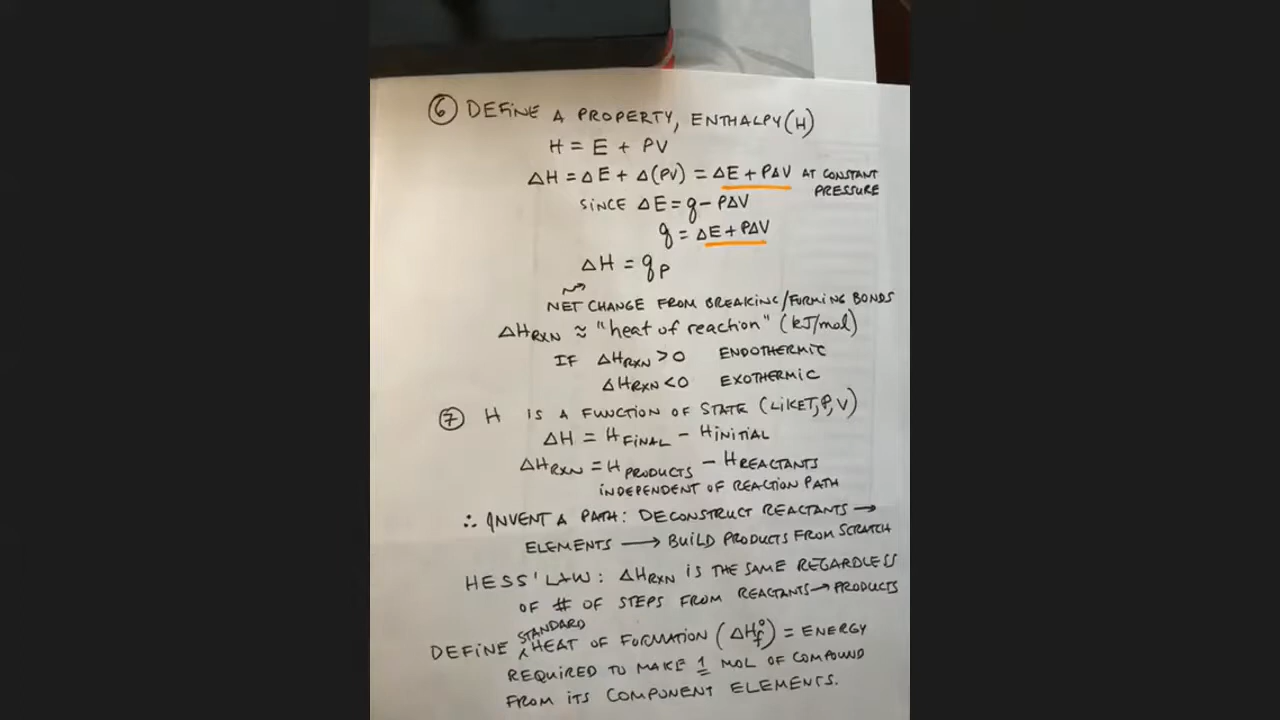 ⑥ DEFINE A PROPERTY, ENTHALPY (H)
H = E + PV
ΔH = ΔE + Δ(PV) = ΔE + PΔV AT CONSTANT PRESSURE
SINCE ΔE = q - PΔV
q = ΔE + PΔV
ΔH = qP
NET CHANGE FROM BREAKING/FORMING BONDS
ΔHRXN ≈ "heat of reaction" (kJ/mol)
IF ΔHRXN > 0 ENDOTHERMIC
ΔHRXN < 0 EXOTHERMIC
⑦ H IS A FUNCTION OF STATE (LIKE T, P, V)
ΔH = HFINAL - HINITIAL
ΔHRXN = HPRODUCTS - HREACTANTS
INDEPENDENT OF REACTION PATH
∴ INVENT A PATH: DECONSTRUCT REACTANTS →
ELEMENTS → BUILD PRODUCTS FROM SCRATCH
HESS' LAW: ΔHRXN IS THE SAME REGARDLESS
OF # OF STEPS FROM REACTANTS → PRODUCTS
DEFINE STANDARD HEAT OF FORMATION (ΔH°f) = ENERGY
REQUIRED TO MAKE 1 MOL OF COMPOUND
FROM ITS COMPONENT ELEMENTS.